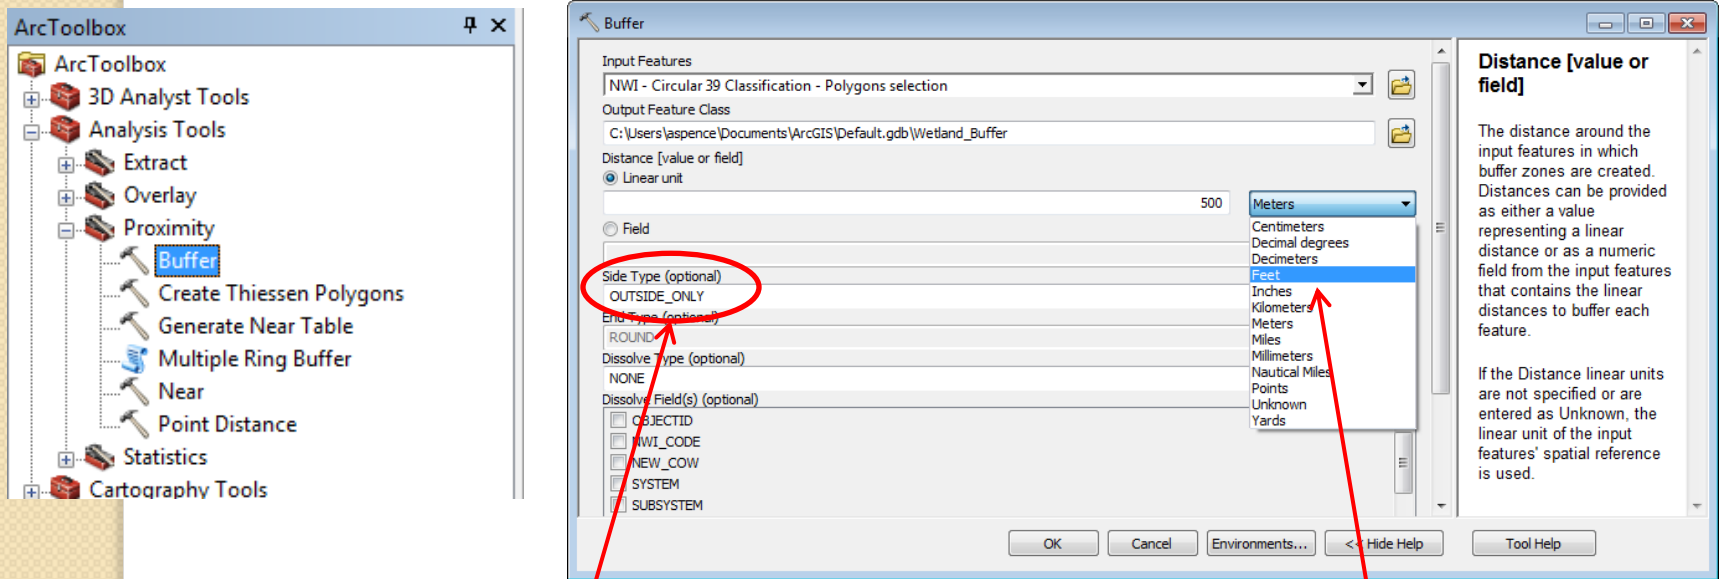 ArcToolbox
ArcToolbox
3D Analyst Tools
Analysis Tools
Extract
Overlay
Proximity
Buffer
Create Thiessen Polygons
Generate Near Table
Multiple Ring Buffer
Near
Point Distance
Statistics
Cartography Tools
Buffer
Input Features
NWI - Circular 39 Classification - Polygons selection
Output Feature Class
C:\Users\aspence\Documents\ArcGIS\Default.gdb\Wetland_Buffer
Distance [value or field]
Linear unit
500 Meters
Field
Centimeters
Decimal degrees
Decimeters
Feet
Inches
Kilometers
Meters
Miles
Millimeters
Nautical Miles
Points
Unknown
Yards
Side Type (optional)
OUTSIDE_ONLY
End Type (optional)
ROUND
Dissolve Type (optional)
NONE
Dissolve Field(s) (optional)
OBJECTID
NWI_CODE
NEW_COW
SYSTEM
SUBSYSTEM
OK Cancel Environments... << Hide Help Tool Help
Distance [value or
field]
The distance around the
input features in which
buffer zones are created.
Distances can be provided
as either a value
representing a linear
distance or as a numeric
field from the input features
that contains the linear
distances to buffer each
feature.
If the Distance linear units
are not specified or are
entered as Unknown, the
linear unit of the input
features' spatial reference
is used.